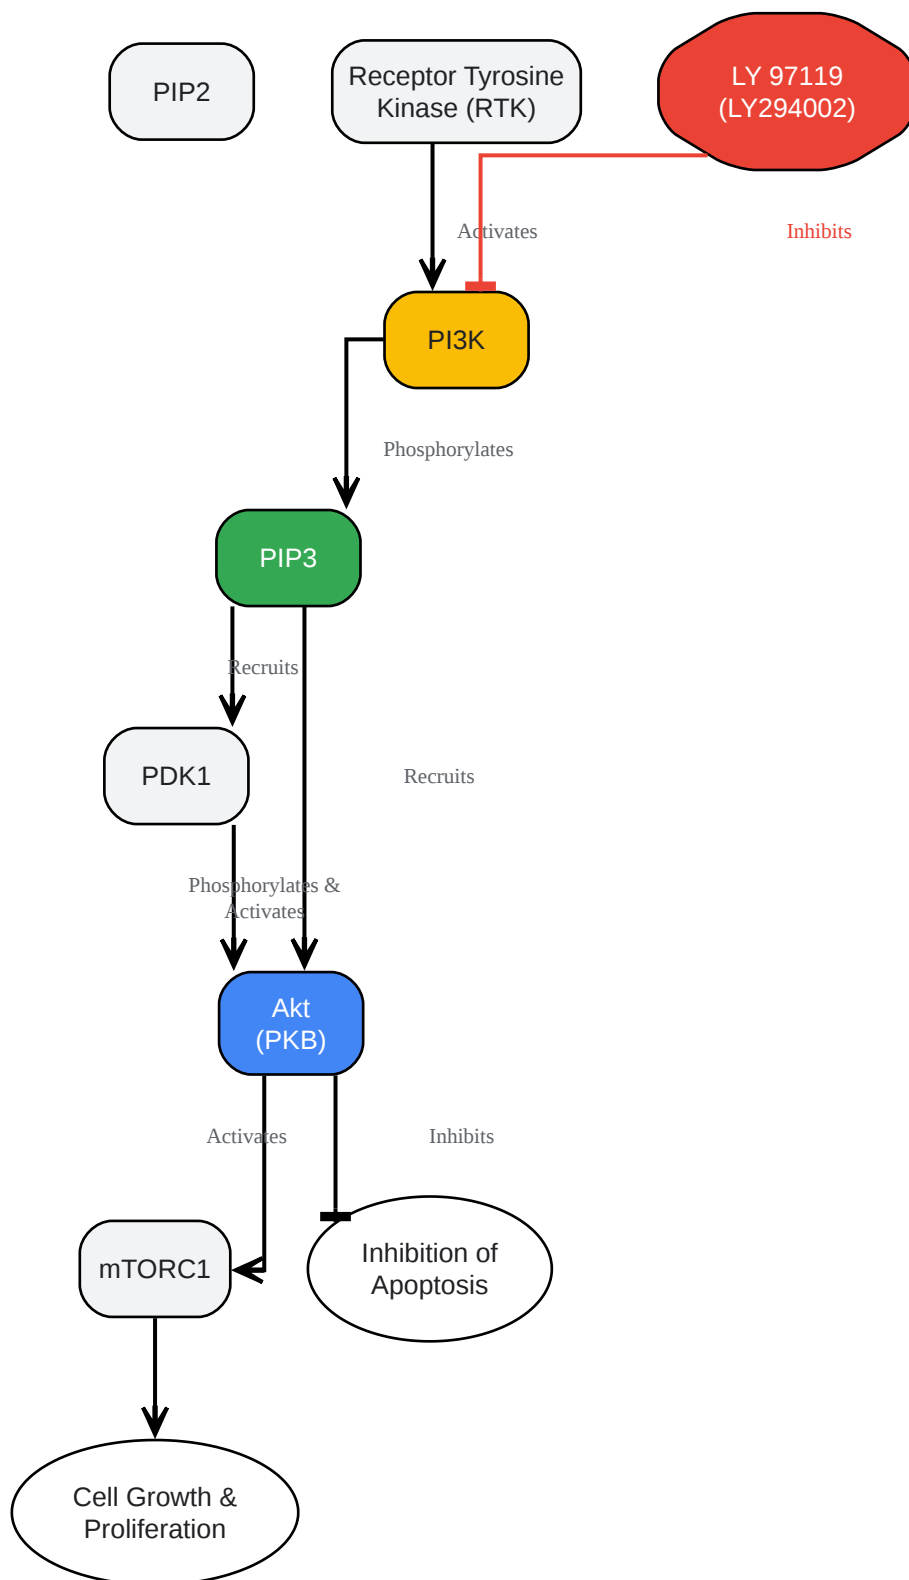 PIP2
Receptor Tyrosine
Kinase (RTK)
LY 97119
(LY294002)
Activates
Inhibits
PI3K
Phosphorylates
PIP3
Recruits
PDK1
Recruits
Phosphorylates &
Activates
Akt
(PKB)
Activates
Inhibits
mTORC1
Inhibition of
Apoptosis
Cell Growth &
Proliferation